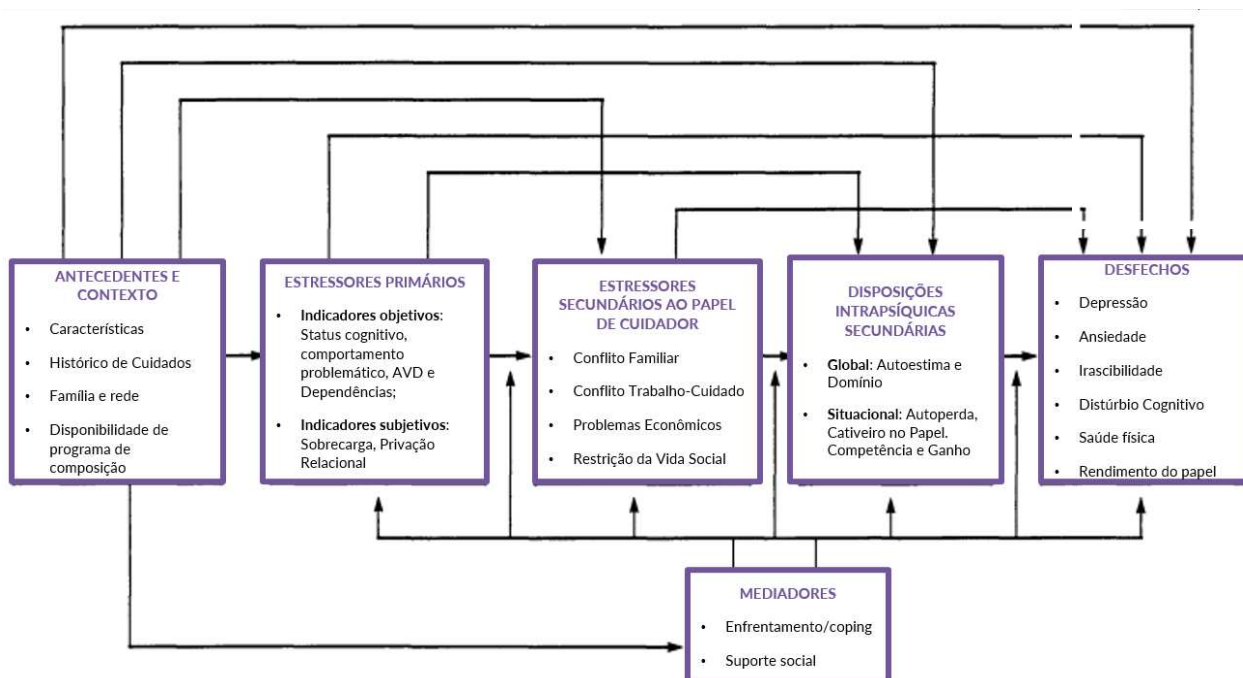 ANTECEDENTES E
CONTEXTO
• Características
• Histórico de Cuidados
• Família e rede
• Disponibilidade de
programa de
composição
ESTRESSORES PRIMÁRIOS
• Indicadores objetivos:
Status cognitivo,
comportamento
problemático, AVD e
Dependências;
• Indicadores subjetivos:
Sobrecarga, Privação
Relacional
ESTRESSORES
SECUNDÁRIOS AO PAPEL
DE CUIDADOR
• Conflito Familiar
• Conflito Trabalho-Cuidado
• Problemas Econômicos
• Restrição da Vida Social
DISPOSIÇÕES
INTRAPSÍQUICAS
SECUNDÁRIAS
• Global: Autoestima e
Domínio
• Situacional: Autoperda,
Cativeiro no Papel.
Competência e Ganho
DESFECHOS
• Depressão
• Ansiedade
• Irascibilidade
• Distúrbio Cognitivo
• Saúde física
• Rendimento do papel
MEDIADORES
• Enfrentamento/coping
• Suporte social